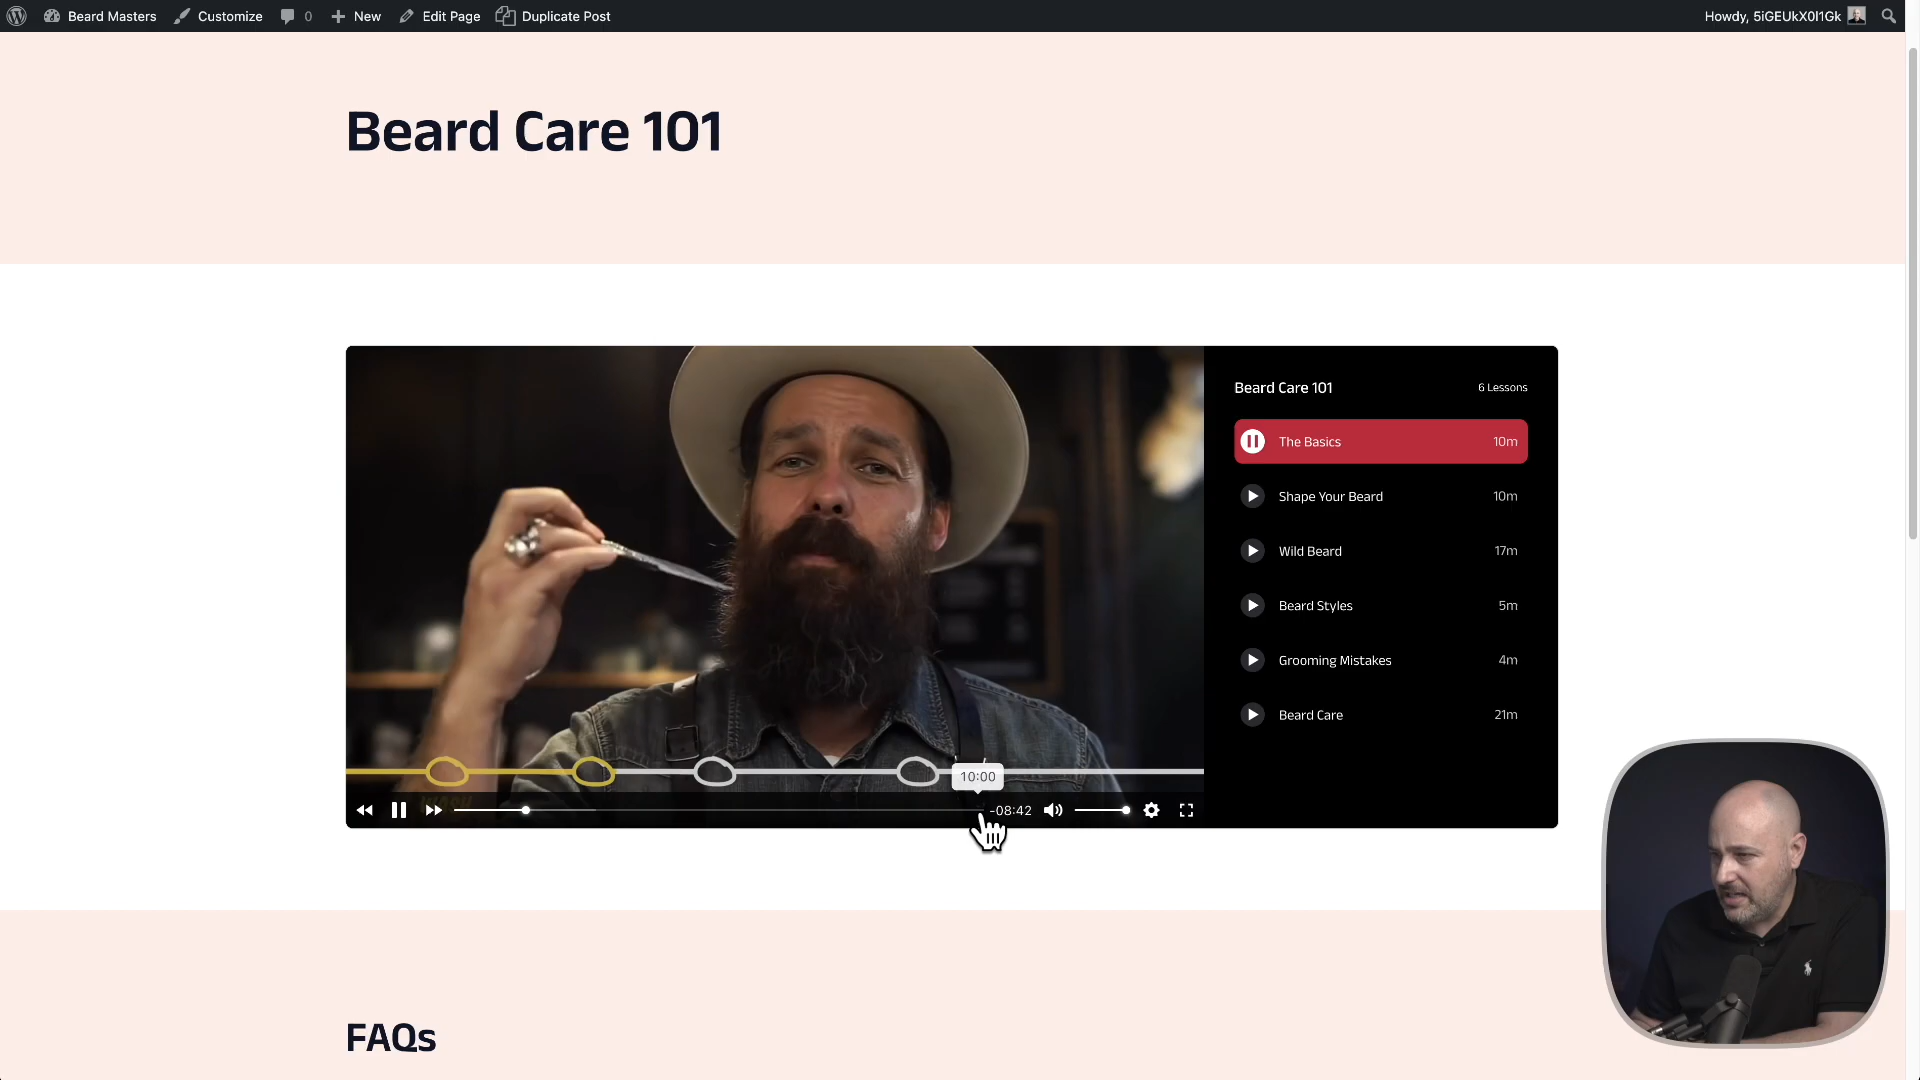 Beard Masters Customize 0 New Edit Page Duplicate Post Howdy, 5iGEUkX0l1Gk
Beard Care 101
Beard Care 101 6 Lessons
The Basics 10m
Shape Your Beard 10m
Wild Beard 17m
Beard Styles 5m
Grooming Mistakes 4m
Beard Care 21m
10:00
-08:42
FAQs